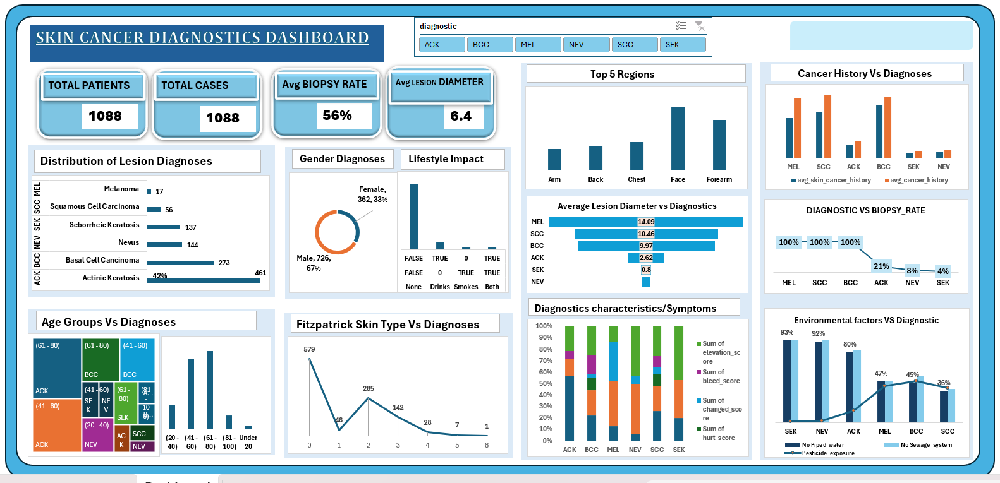 SKIN CANCER DIAGNOSTICS DASHBOARD
diagnostic
ACK BCC MEL NEV SCC SEK
TOTAL PATIENTS
1088
TOTAL CASES
1088
Avg BIOPSY RATE
56%
Avg LESION DIAMETER
6.4
Distribution of Lesion Diagnoses
MEL Melanoma 17
SCC Squamous Cell Carcinoma 56
SEK Seborrheic Keratosis 137
NEV Nevus 144
BCC Basal Cell Cancinoma 273
ACK Actinic Keratosis 42% 461
Gender Diagnoses
Female,
362, 33%
Male, 726,
67%
Lifestyle Impact
FALSE TRUE 0 TRUE
FALSE 0 TRUE TRUE
None Drinks Smokes Both
Top 5 Regions
Arm Back Chest Face Forearm
Average Lesion Diameter vs Diagnostics
MEL 14.09
SCC 10.46
BCC 9.97
ACK 2.62
SEK 0.8
NEV
Cancer History Vs Diagnoses
MEL SCC ACK BCC SEK NEV
avg_skin_cancer_history avg_cancer_history
DIAGNOSTIC VS BIOPSY_RATE
100% 100% 100% 21% 8% 4%
MEL SCC BCC ACK NEV SEK
Age Groups Vs Diagnoses
(61 - 80)
ACK
(41 - 60)
ACK
(61 - 80)
BCC
(41 - 60)
BCC
(41 - 60)
SE
K
NE
V
(61 -
80)
SEK
(81
-
10
0)
(20 - 40)
NEV
AC
K
SCC
NEV
(20 -
40)
(41 -
60)
(61 -
80)
(81 -
100)
Under
20
Fitzpatrick Skin Type Vs Diagnoses
579 46 285 142 28 7 1
0 1 2 3 4 5 6
Diagnostics characteristics/Symptoms
100%
90%
80%
70%
60%
50%
40%
30%
20%
10%
0%
ACK BCC MEL NEV SCC SEK
Sum of
elevation_sc
ore
Sum of
bleed_score
Sum of
changed_sco
re
Sum of
hurt_score
Environmental factors VS Diagnostic
93% 92% 80% 47% 45% 36%
SEK NEV ACK MEL BCC SCC
No Piped_water No Sewage_system
Pesticide_exposure